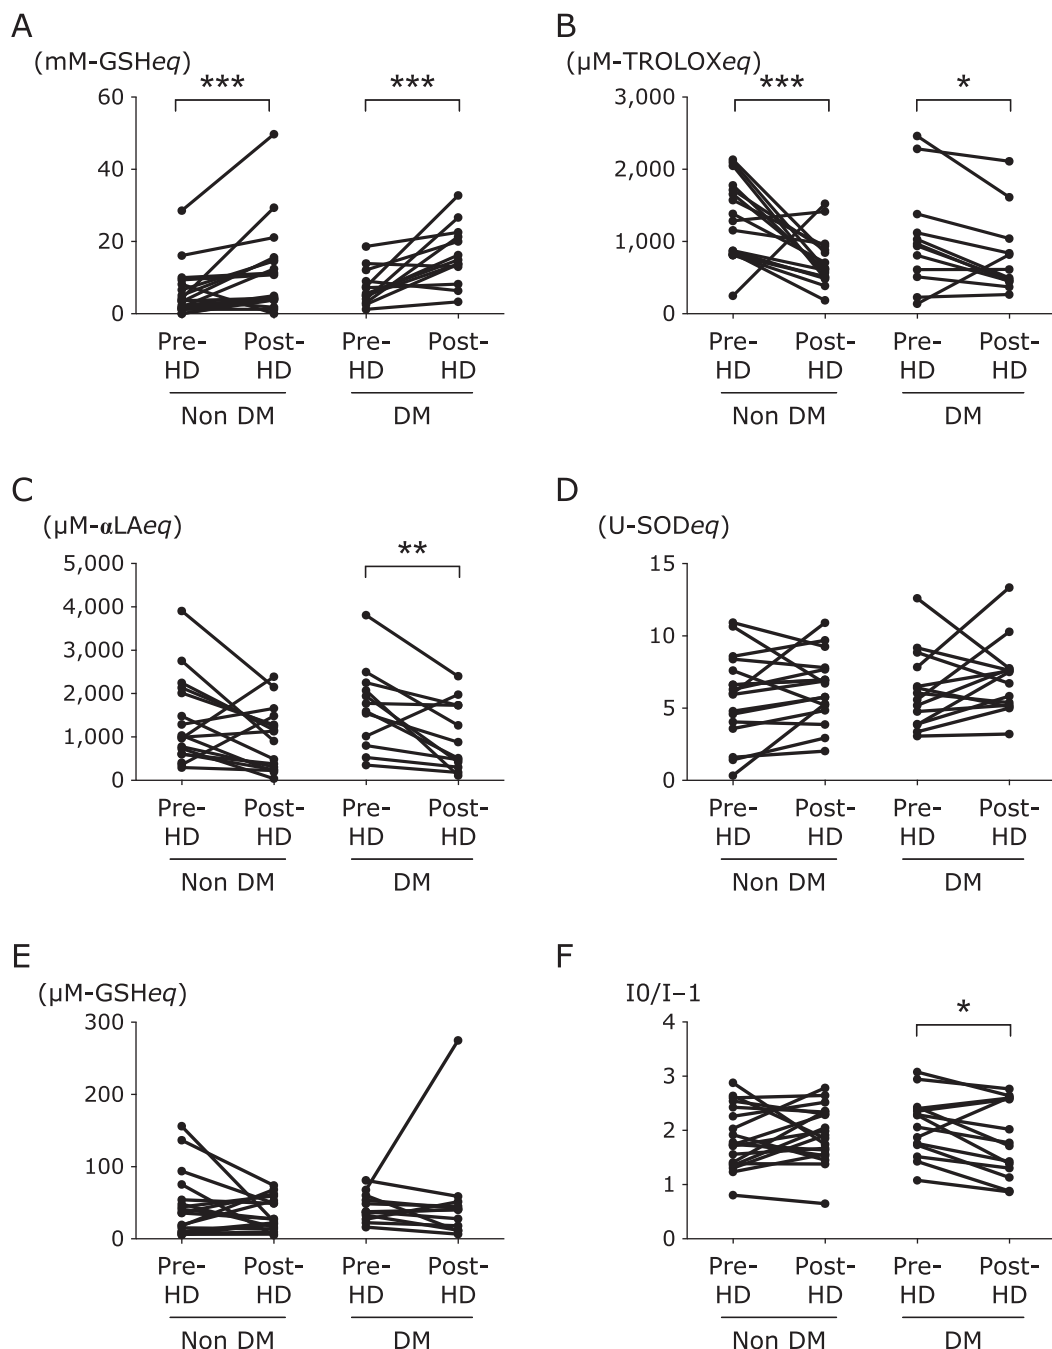 A
(mM-GSHeq)
*** ***
60
40
20
0
Pre-HD Post-HD Pre-HD Post-HD
Non DM DM
B
(μM-TROLOXeq)
*** *
3,000
2,000
1,000
0
Pre-HD Post-HD Pre-HD Post-HD
Non DM DM
C
(μM-αLAeq)
**
5,000
4,000
3,000
2,000
1,000
0
Pre-HD Post-HD Pre-HD Post-HD
Non DM DM
D
(U-SODeq)
15
10
5
0
Pre-HD Post-HD Pre-HD Post-HD
Non DM DM
E
(μM-GSHeq)
300
200
100
0
Pre-HD Post-HD Pre-HD Post-HD
Non DM DM
F
I0/I–1
*
4
3
2
1
0
Pre-HD Post-HD Pre-HD Post-HD
Non DM DM